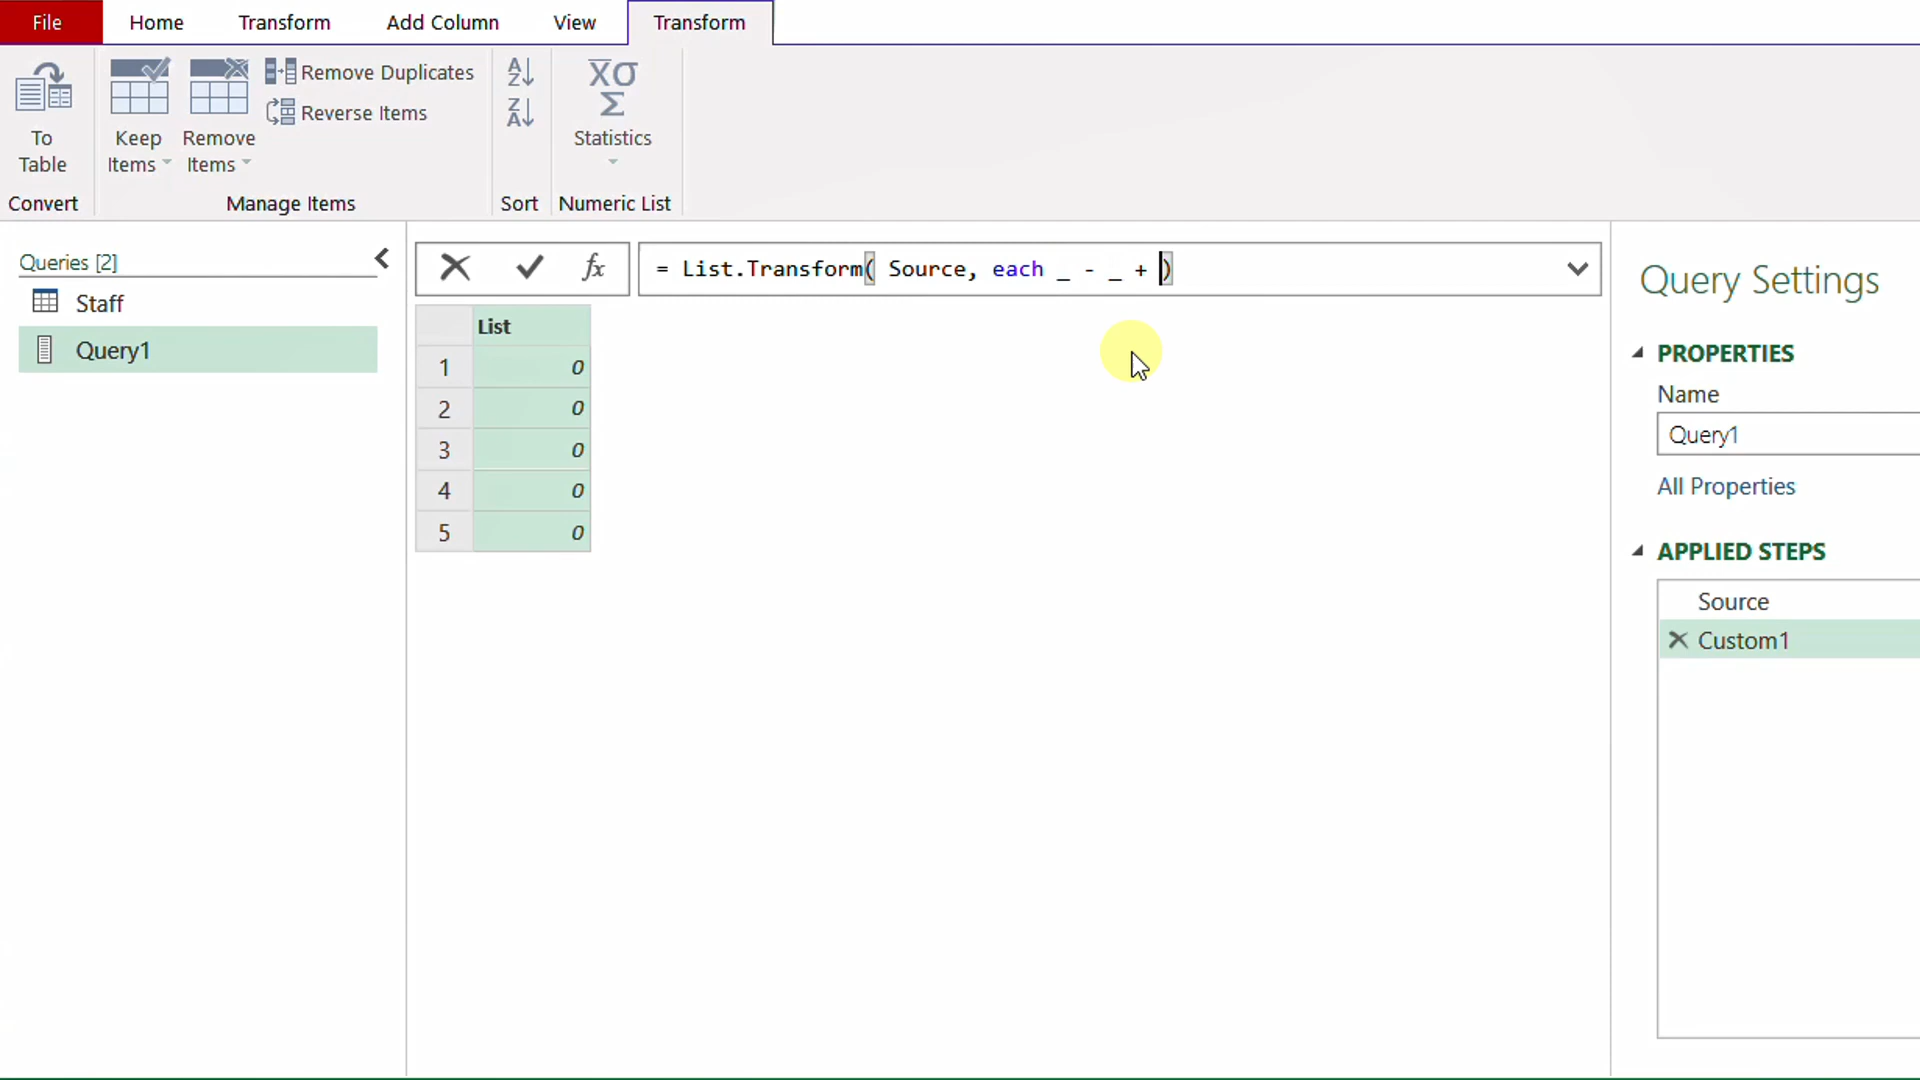 File Home Transform Add Column View Transform
To Table
Keep Items
Remove Items
Remove Duplicates
Reverse Items
A Z
Z A
X̅σ
Σ
Statistics
Convert Manage Items Sort Numeric List
Queries [2]
Staff
Query1
fx
= List.Transform( Source, each _ - _ + )
List
1 0
2 0
3 0
4 0
5 0
Query Settings
PROPERTIES
Name
Query1
All Properties
APPLIED STEPS
Source
Custom1